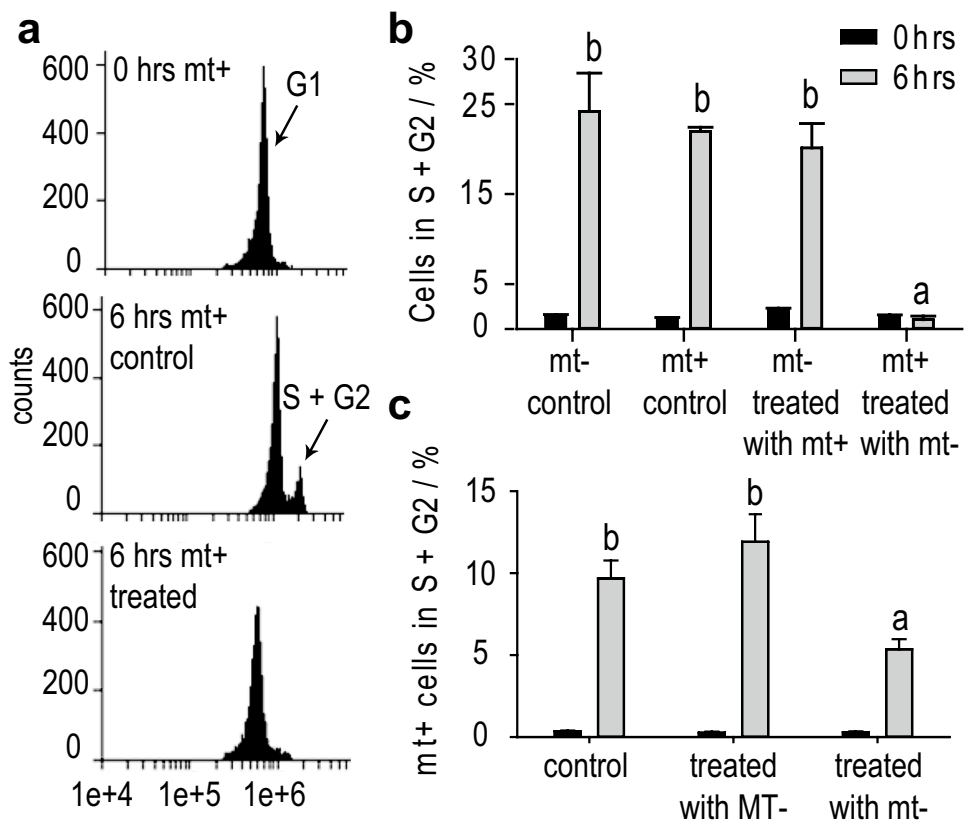 a
600
400
200
0
0 hrs mt+
G1
600
400
200
0
6 hrs mt+
control
S + G2
counts
600
400
200
0
6 hrs mt+
treated
1e+4 1e+5 1e+6
b
Cells in S + G2 / %
30
25
15
5
0
0 hrs
6 hrs
b b b a
mt- mt+ mt- mt+
control control treated treated
with mt+ with mt-
c
mt+ cells in S + G2 / %
15
10
5
0
b b a
control treated treated
with MT- with mt-